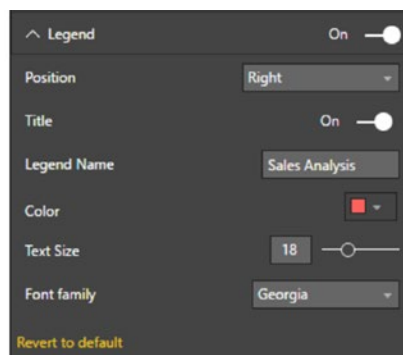 Legend On
Position Right
Title On
Legend Name Sales Analysis
Color
Text Size 18
Font family Georgia
Revert to default